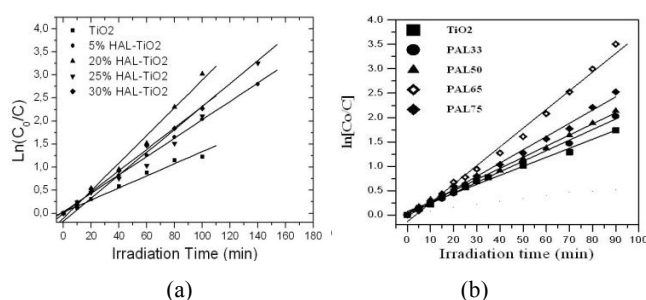 TiO2
5% HAL-TiO2
20% HAL-TiO2
25% HAL-TiO2
30% HAL-TiO2
Ln(C0/C)
3,5
3,0
2,5
2,0
1,5
1,0
0,5
0,0
0 20 40 60 80 100 120 140 160 180
Irradiation Time (min)
(a)
TiO2
PAL33
PAL50
PAL65
PAL75
ln[Co/C]
3.5
3.0
2.5
2.0
1.5
1.0
0.5
0.0
0 10 20 30 40 50 60 70 80 90 100
Irradiation time (min)
(b)